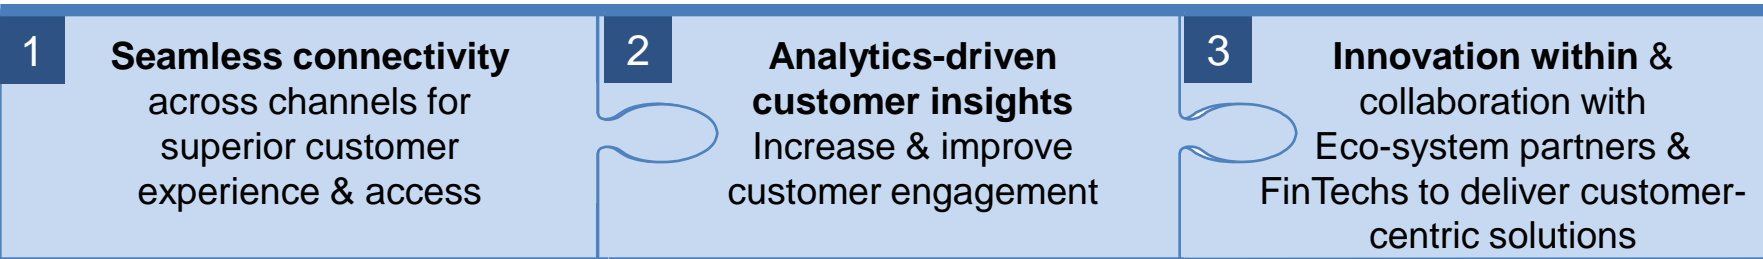 1
Seamless connectivity
across channels for
superior customer
experience & access
2
Analytics-driven
customer insights
Increase & improve
customer engagement
3
Innovation within &
collaboration with
Eco-system partners &
FinTechs to deliver customer-
centric solutions